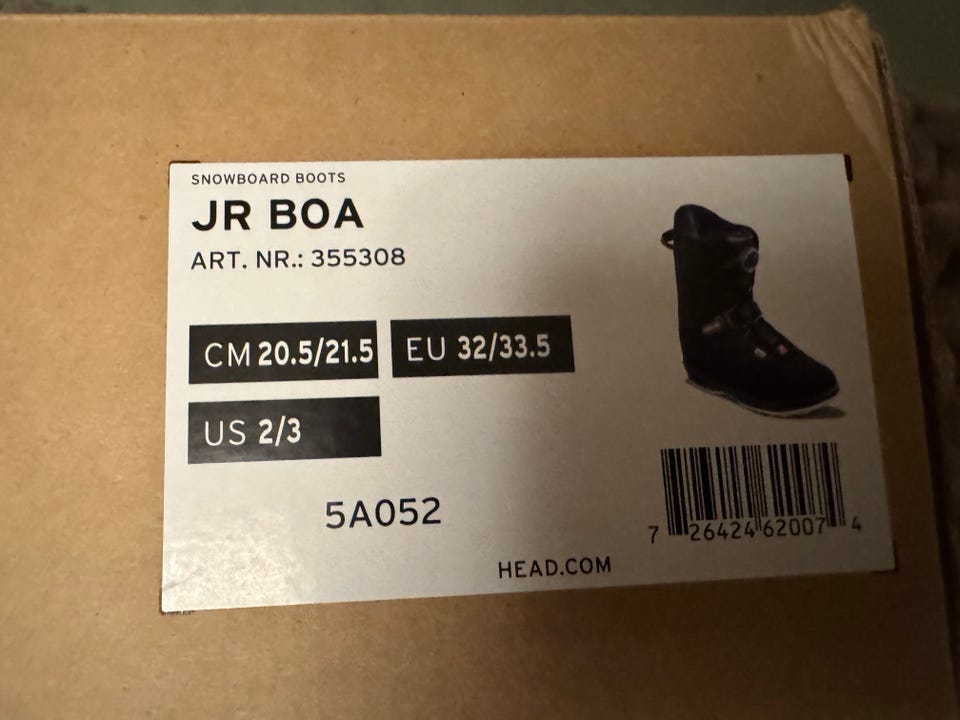 SNOWBOARD BOOTS
JR BOA
ART. NR.: 355308
CM 20.5/21.5 EU 32/33.5
US 2/3
5A052
7 26424 62007 4
HEAD.COM